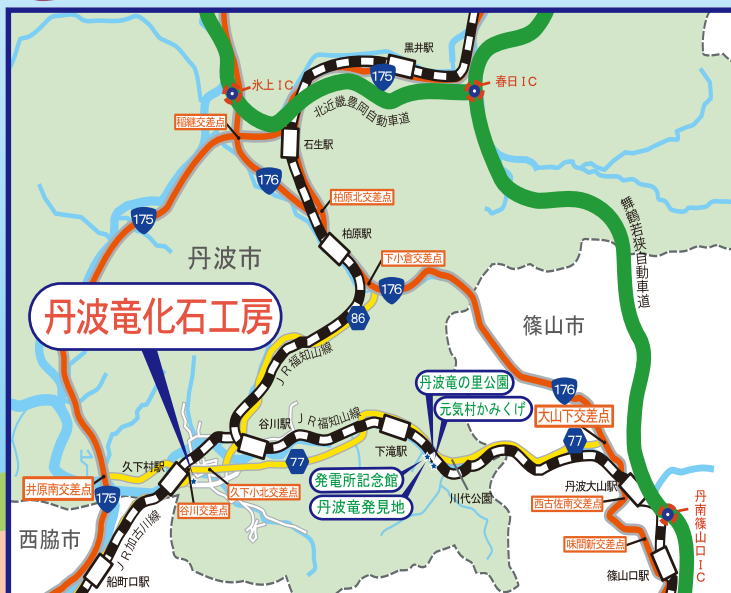 黒井駅
175
氷上IC
春日IC
北近畿豊岡自動車道
稲継交差点
石生駅
176
柏原北交差点
175
舞鶴若狭自動車道
柏原駅
丹波市
下小倉交差点
176
丹波竜化石工房
86
篠山市
JR福知山線
丹波竜の里公園
176
元気村かみくげ
大山下交差点
谷川駅
JR福知山線
77
下滝駅
77
久下村駅
発電所記念館
井原南交差点
175
久下小北交差点
川代公園
丹波大山駅
谷川交差点
丹波竜発見地
西古佐南交差点
丹南篠山口IC
西脇市
JR加古川線
味間新交差点
船町口駅
篠山口駅